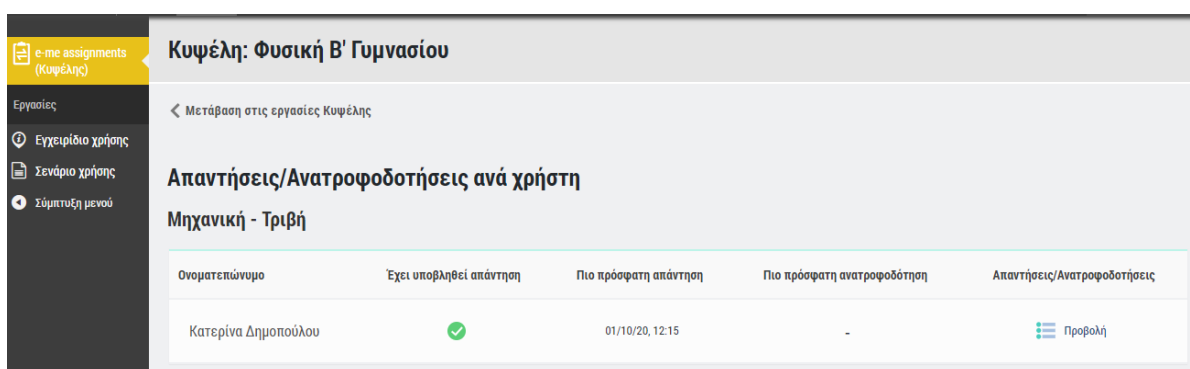 e-me assignments
(Κυψέλης)
Εργασίες
Εγχειρίδιο χρήσης
Σενάριο χρήσης
Σύμπτυξη μενού
Κυψέλη: Φυσική Β' Γυμνασίου
Μετάβαση στις εργασίες Κυψέλης
Απαντήσεις/Ανατροφοδοτήσεις ανά χρήστη
Μηχανική - Τριβή
Ονοματεπώνυμο Έχει υποβληθεί απάντηση Πιο πρόσφατη απάντηση Πιο πρόσφατη ανατροφοδότηση Απαντήσεις/Ανατροφοδοτήσεις
Κατερίνα Δημοπούλου 01/10/20, 12:15 - Προβολή